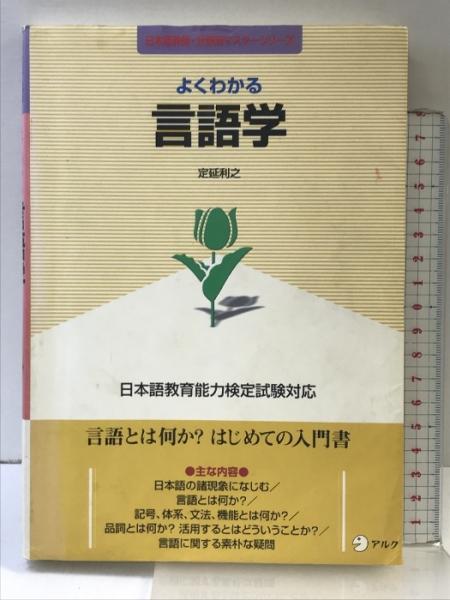 日本語教師・分野別マスターシリーズ
よくわかる
言語学
定延利之
日本語教育能力検定試験対応
言語とは何か? はじめての入門書
●主な内容●
日本語の諸現象になじむ/
言語とは何か?/
記号、体系、文法、機能とは何か?/
品詞とは何か? 活用するとはどういうことか?/
言語に関する素朴な疑問
アルク